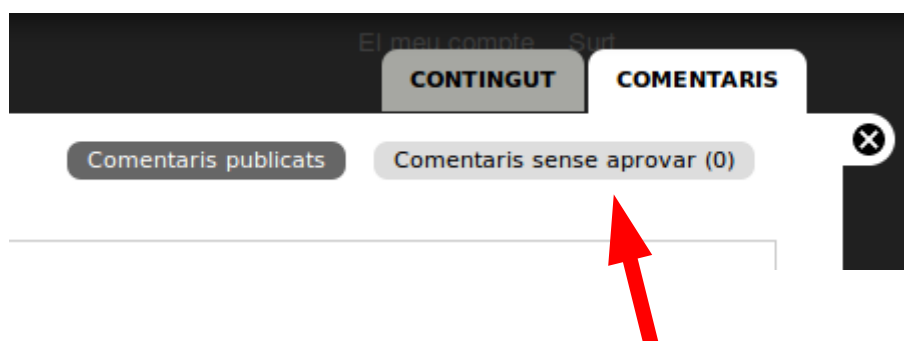 El meu compte Surt
CONTINGUT COMENTARIS
Comentaris publicats Comentaris sense aprovar (0)